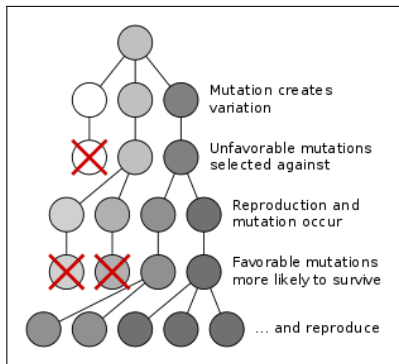 Mutation creates
variation
Unfavorable mutations
selected against
Reproduction and
mutation occur
Favorable mutations
more likely to survive
... and reproduce